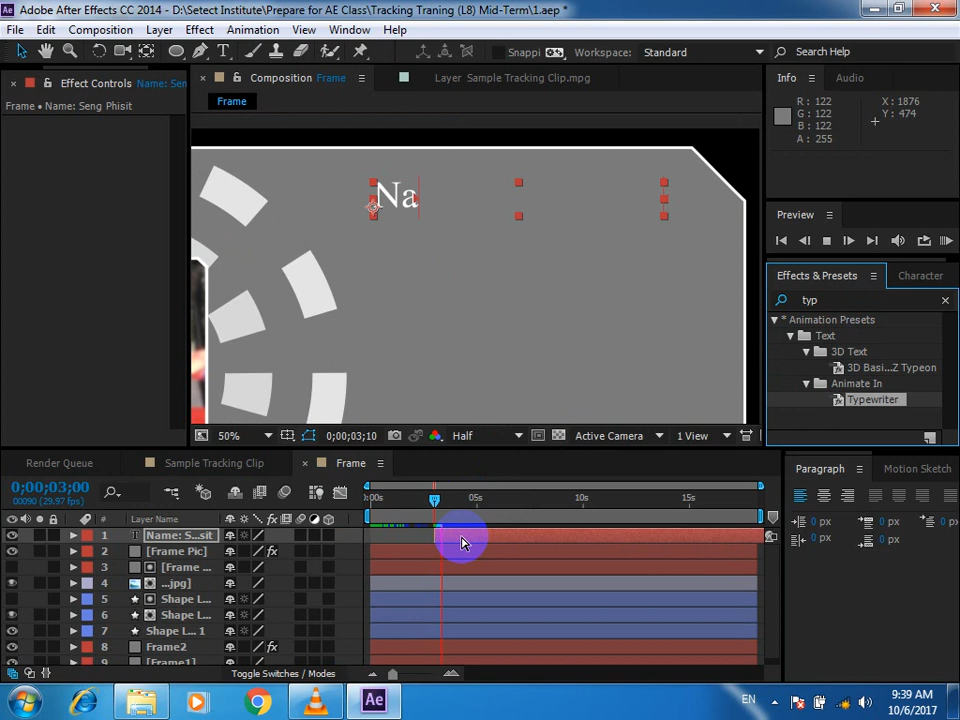 Adobe After Effects CC 2014 - D:\Setect Institute\Prepare for AE Class\Tracking Traning (L8) Mid-Term\1.aep *
File Edit Composition Layer Effect Animation View Window Help
Snappi Workspace: Standard Search Help
Effect Controls Name: Sen
Composition Frame
Layer Sample Tracking Clip.mpg
Info Audio
Frame • Name: Seng Phisit
Frame
R: 122 X: 1876
G: 122 Y: 474
B: 122
A: 255
Na
Preview
Effects & Presets Character
typ
* Animation Presets
Text
3D Text
3D Basi...Z Typeon
Animate In
Typewriter
50% 0;00;03;10 Half Active Camera 1 View
Render Queue Sample Tracking Clip Frame
Paragraph Motion Sketch
0;00;03;00
00090 (29.97 fps)
0:00s 05s 10s 15s
# Layer Name
0 px 0 px 0 px
0 px 0 px
1 T Name: S...sit
2 [Frame Pic] fx
3 [Frame ...
4 ...jpg]
5 Shape L...
6 Shape L...
7 Shape L... 1
8 Frame2 fx
9 [Frame1]
Toggle Switches / Modes
Ae EN 9:39 AM
10/6/2017